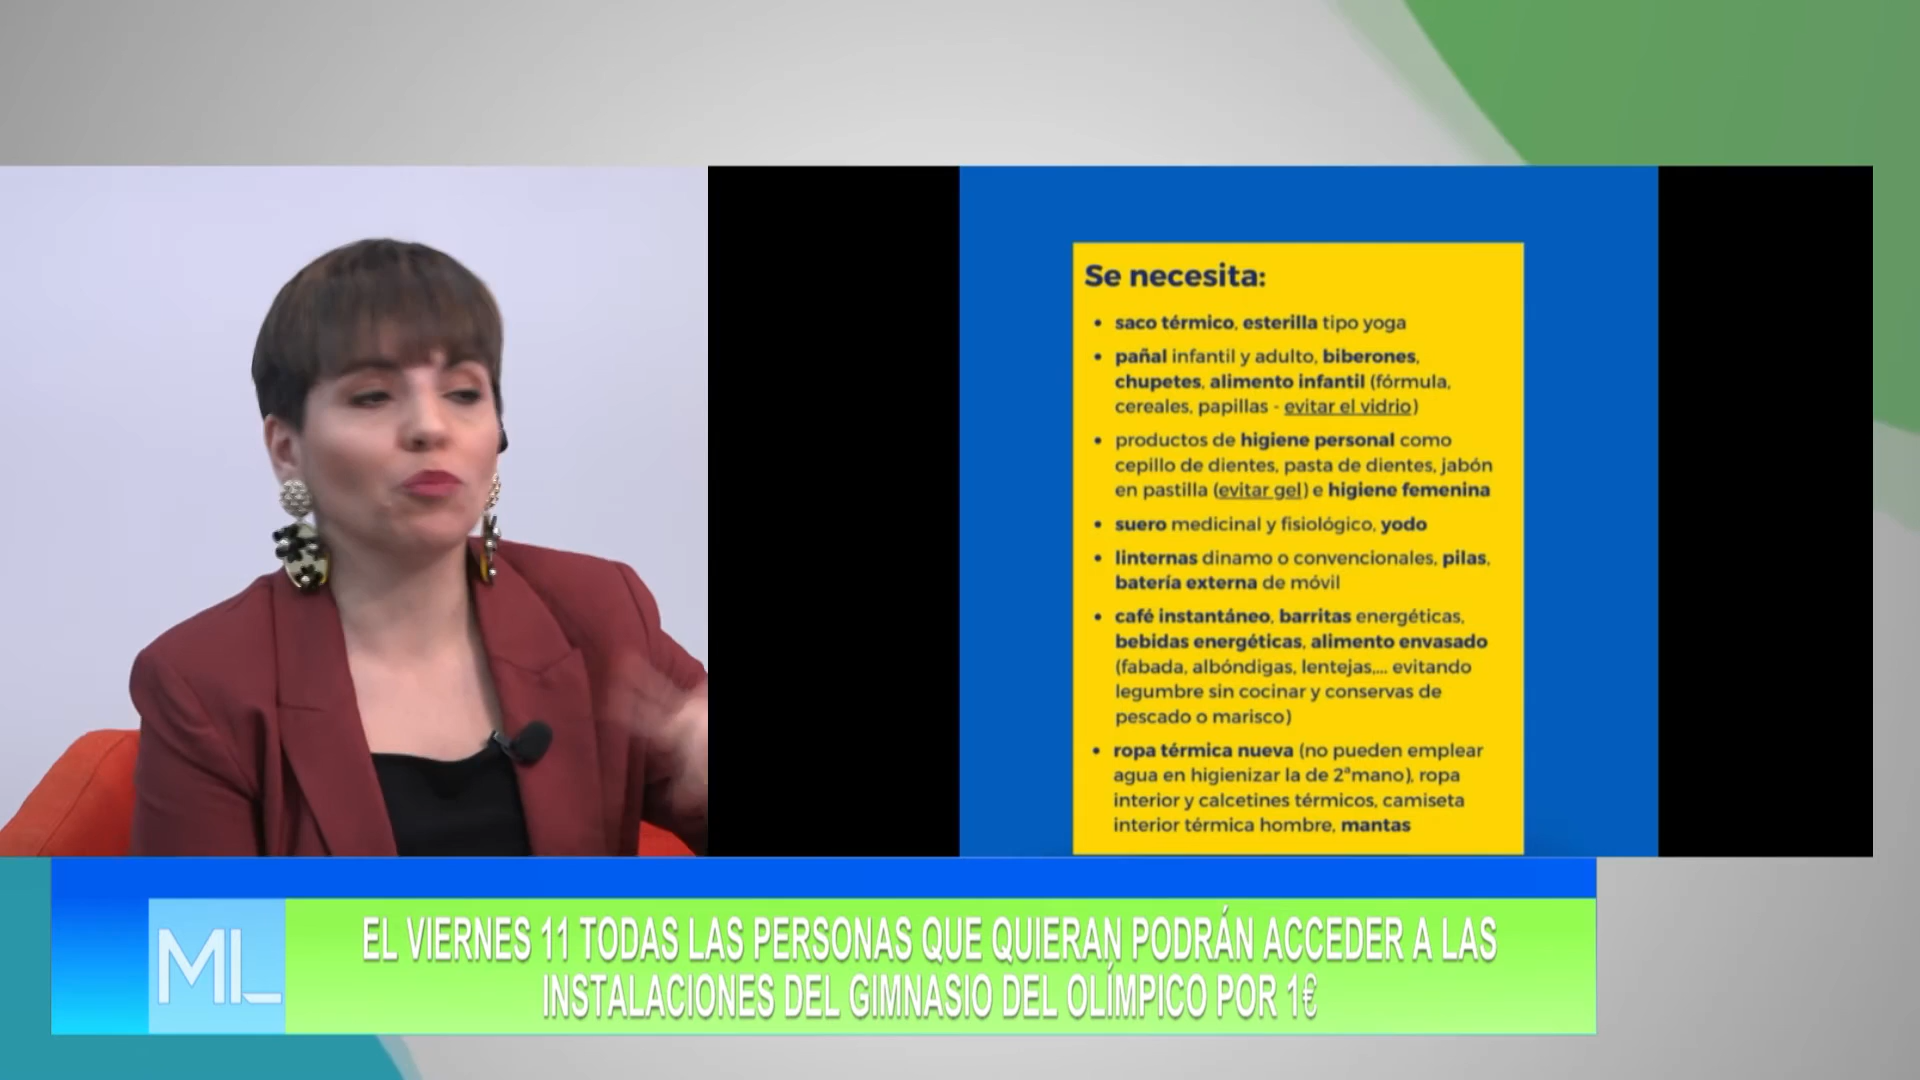 Se necesita:
• saco térmico, esterilla tipo yoga
• pañal infantil y adulto, biberones,
chupetes, alimento infantil (fórmula,
cereales, papillas - evitar el vidrio)
• productos de higiene personal como
cepillo de dientes, pasta de dientes, jabón
en pastilla (evitar gel) e higiene femenina
• suero medicinal y fisiológico, yodo
• linternas dinamo o convencionales, pilas,
batería externa de móvil
• café instantáneo, barritas energéticas,
bebidas energéticas, alimento envasado
(fabada, albóndigas, lentejas,... evitando
legumbre sin cocinar y conservas de
pescado o marisco)
• ropa térmica nueva (no pueden emplear
agua en higienizar la de 2ªmano), ropa
interior y calcetines térmicos, camiseta
interior térmica hombre, mantas
ML
EL VIERNES 11 TODAS LAS PERSONAS QUE QUIERAN PODRÁN ACCEDER A LAS
INSTALACIONES DEL GIMNASIO DEL OLÍMPICO POR 1€